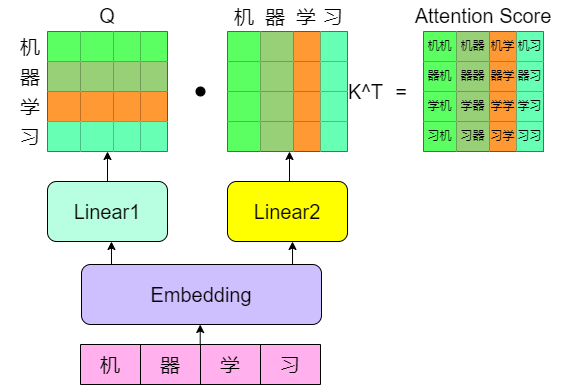 Q
机 器 学 习
Attention Score
机
器
学
习
K^T =
机机 机器 机学 机习
器机 器器 器学 器习
学机 学器 学学 学习
习机 习器 习学 习习
Linear1
Linear2
Embedding
机 器 学 习